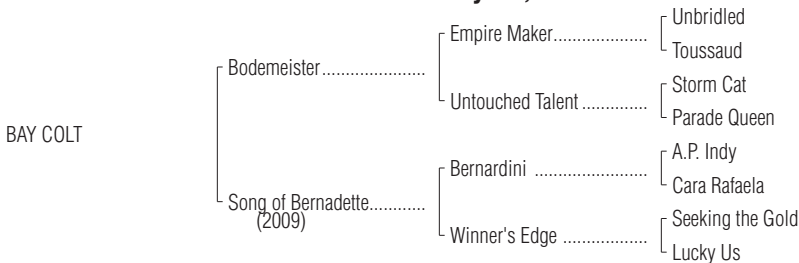 Unbridled
Empire Maker.....................
Toussaud
Bodemeister.......................
Storm Cat
Untouched Talent ...............
Parade Queen
BAY COLT
A.P. Indy
Bernardini .........................
Cara Rafaela
Song of Bernadette............
(2009)
Seeking the Gold
Winner's Edge ...................
Lucky Us